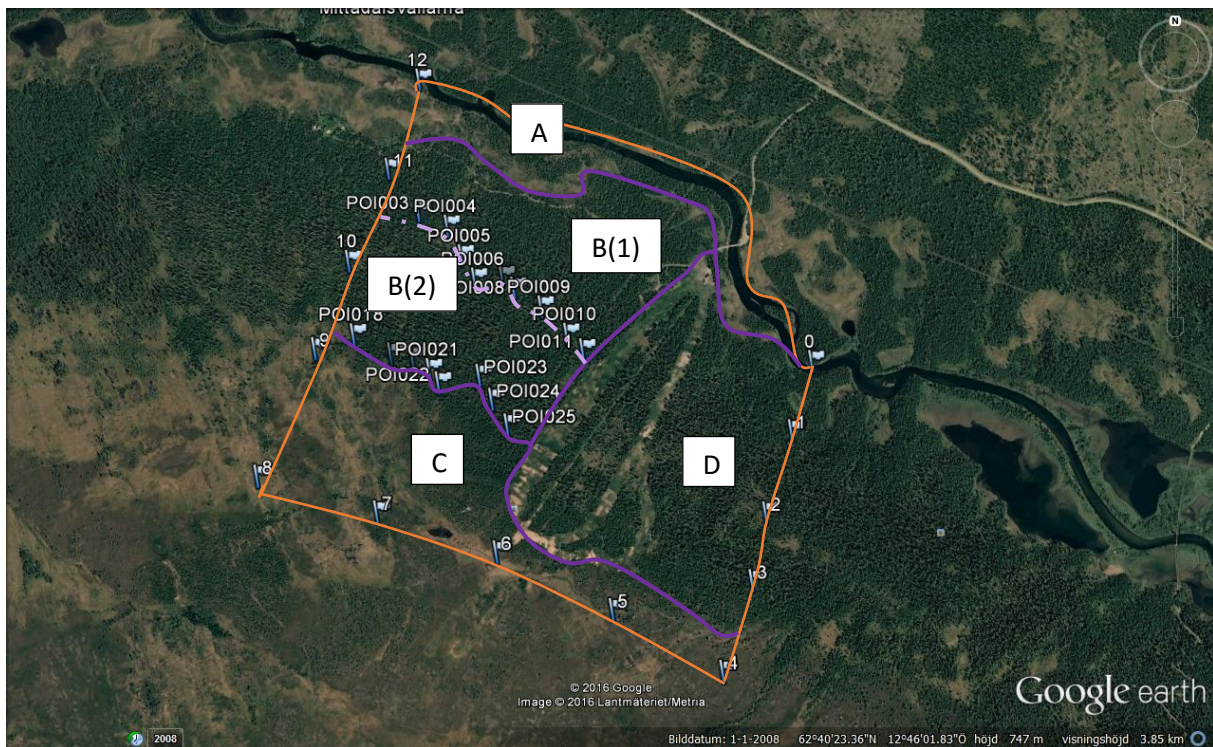 Mittådalsvallarna
N
12
A
11
POI003
POI004
POI005
B(1)
10
POI006
B(2)
POI008
POI009
POI018
POI010
9
POI011
0
POI021
POI022
POI023
POI024
POI025
1
C
D
8
7
2
6
3
5
4
© 2016 Google
Image © 2016 Lantmäteriet/Metria
Google earth
2008
Bilddatum: 1-1-2008 62°40'23.36"N 12°46'01.83"O höjd 747 m visningshöjd 3.85 km